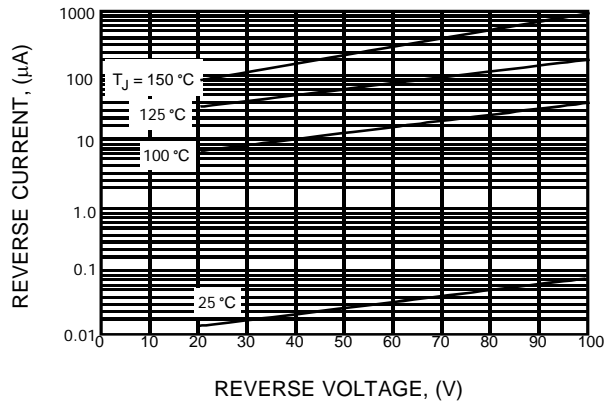 REVERSE CURRENT, (µA)
1000
100
10
1.0
0.1
0.01
T_J = 150 °C
125 °C
100 °C
25 °C
0 10 20 30 40 50 60 70 80 90 100
REVERSE VOLTAGE, (V)